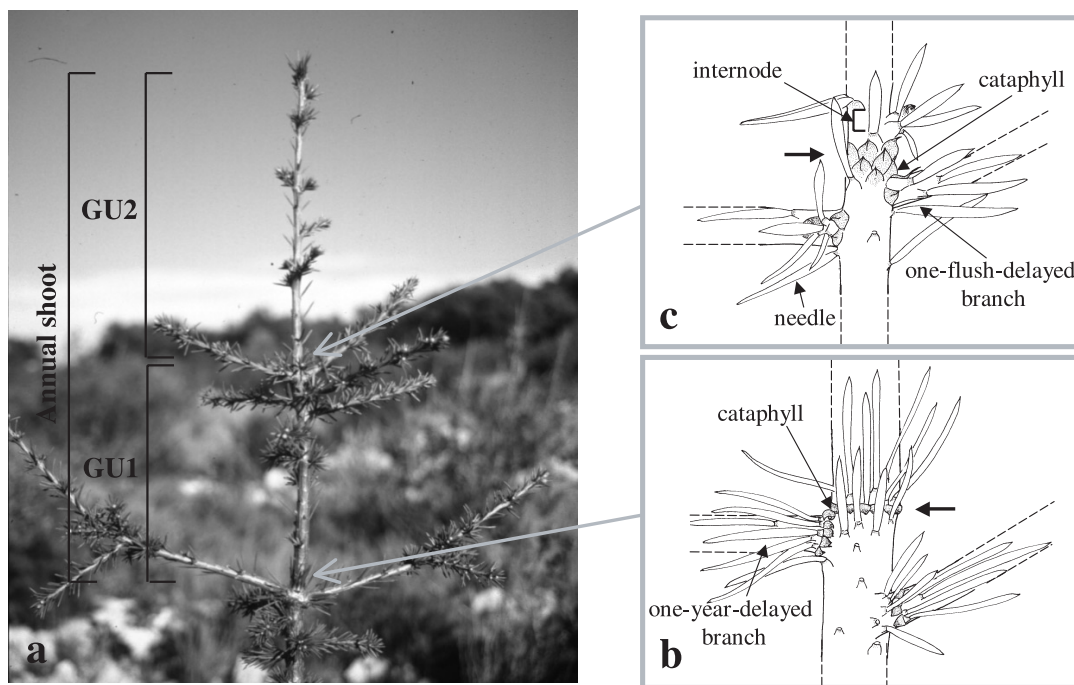 Annual shoot
GU2
GU1
a
internode
cataphyll
one-flush-delayed
branch
needle
c
cataphyll
one-year-delayed
branch
b